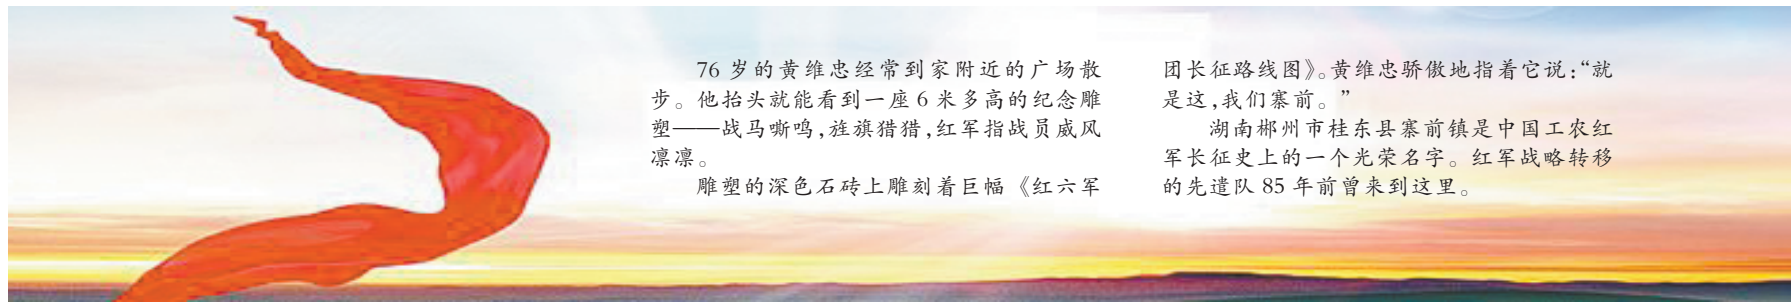 76 岁的黄维忠经常到家附近的广场散
步。他抬头就能看到一座 6 米多高的纪念雕
塑——战马嘶鸣,旌旗猎猎,红军指战员威风
凛凛。
雕塑的深色石砖上雕刻着巨幅《红六军
团长征路线图》。黄维忠骄傲地指着它说:“就
是这,我们寨前。”
湖南郴州市桂东县寨前镇是中国工农红
军长征史上的一个光荣名字。红军战略转移
的先遣队 85 年前曾来到这里。